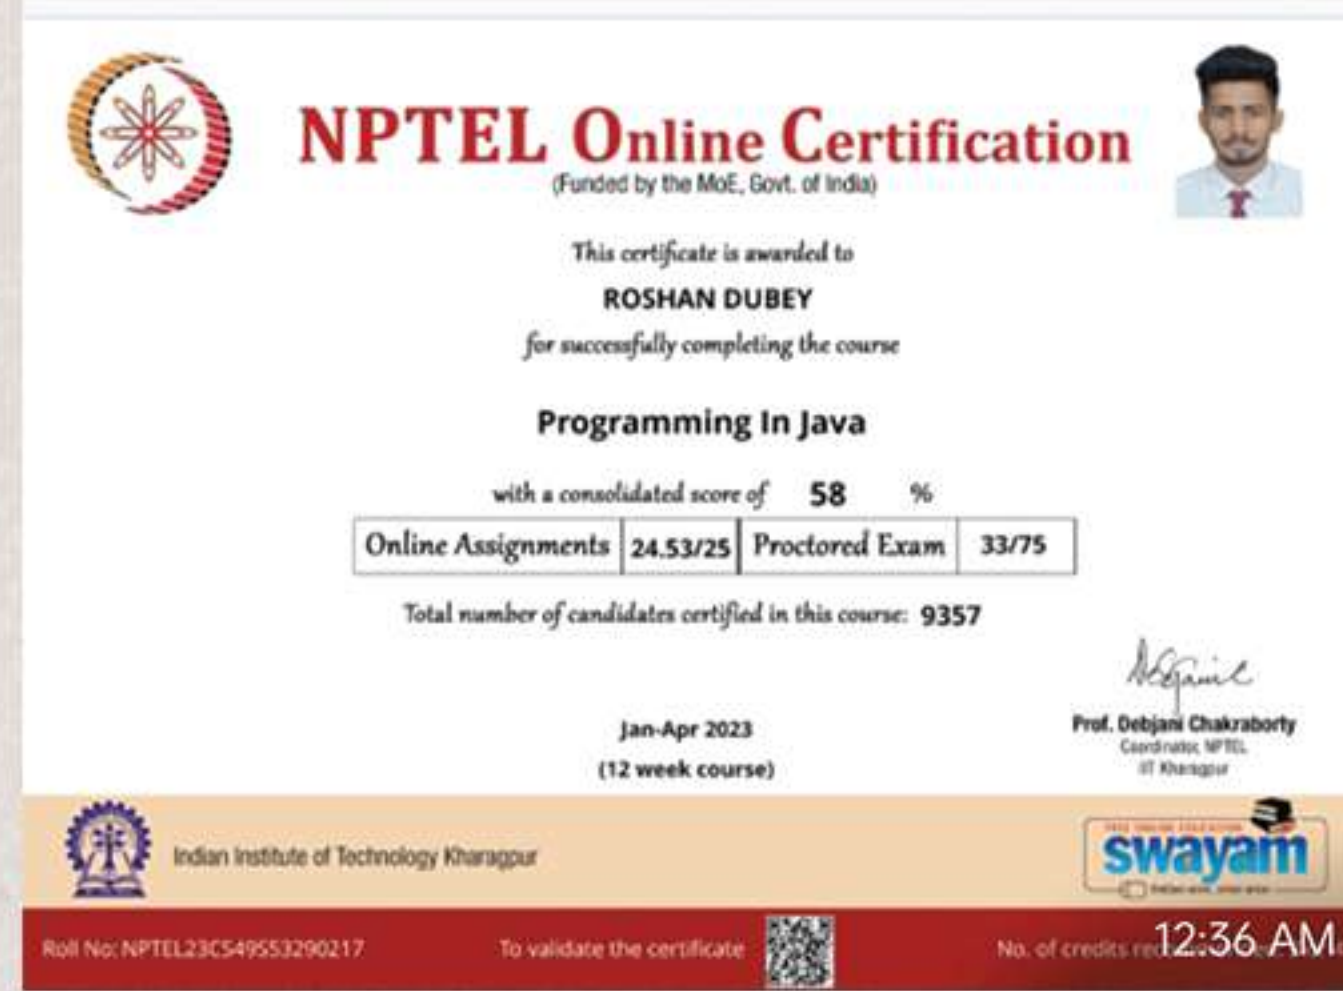 NPTEL Online Certification
(Funded by the MoE, Govt. of India)
This certificate is awarded to
ROSHAN DUBEY
for successfully completing the course
Programming In Java
with a consolidated score of 58 %
Online Assignments 24.53/25 Proctored Exam 33/75
Total number of candidates certified in this course: 9357
Jan-Apr 2023
(12 week course)
Prof. Debjani Chakraborty
Coordinator, NPTEL
IIT Kharagpur
Indian Institute of Technology Kharagpur
FREE ONLINE EDUCATION
swayam
Roll No: NPTEL23CS49S53290217
To validate the certificate
No. of credits
12:36 AM